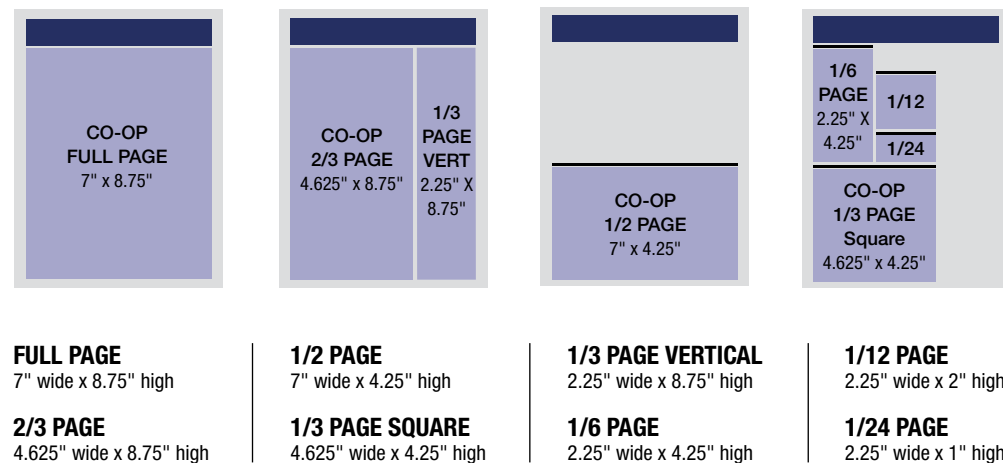 CO-OP
FULL PAGE
7" x 8.75"
CO-OP
2/3 PAGE
4.625" x 8.75"
1/3
PAGE
VERT
2.25" X
8.75"
CO-OP
1/2 PAGE
7" x 4.25"
1/6
PAGE
2.25" X
4.25"
1/12
1/24
CO-OP
1/3 PAGE
Square
4.625" x 4.25"
FULL PAGE
7" wide x 8.75" high
2/3 PAGE
4.625" wide x 8.75" high
1/2 PAGE
7" wide x 4.25" high
1/3 PAGE SQUARE
4.625" wide x 4.25" high
1/3 PAGE VERTICAL
2.25" wide x 8.75" high
1/6 PAGE
2.25" wide x 4.25" high
1/12 PAGE
2.25" wide x 2" high
1/24 PAGE
2.25" wide x 1" high